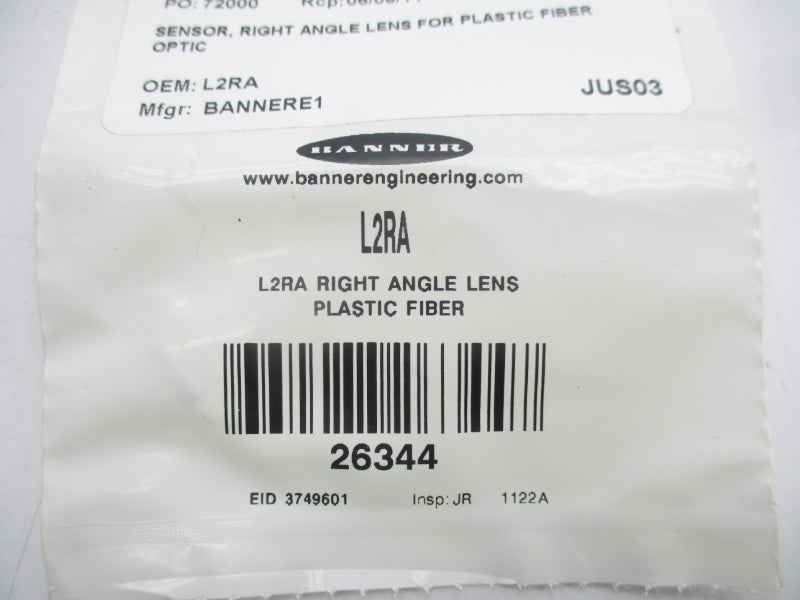 PO: 72000 Rcp:
SENSOR, RIGHT ANGLE LENS FOR PLASTIC FIBER
OPTIC
OEM: L2RA
JUS03
Mfgr: BANNERE1
BANNER
www.bannerengineering.com
L2RA
L2RA RIGHT ANGLE LENS
PLASTIC FIBER
26344
EID 3749601 Insp: JR 1122A